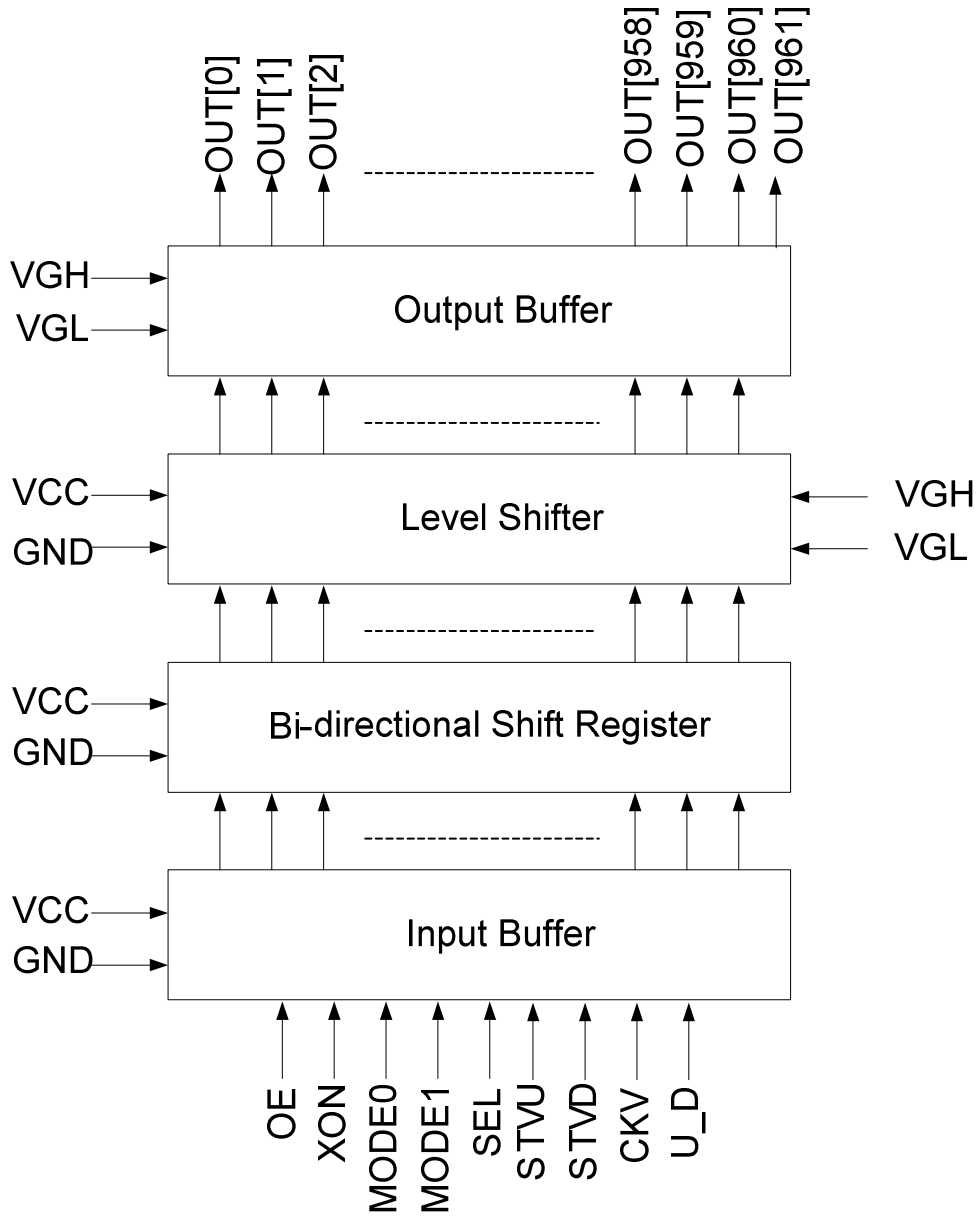 OUT[0]
OUT[1]
OUT[2]
OUT[958]
OUT[959]
OUT[960]
OUT[961]
VGH
VGL
Output Buffer
VCC
GND
Level Shifter
VGH
VGL
VCC
GND
Bi-directional Shift Register
VCC
GND
Input Buffer
OE
XON
MODE0
MODE1
SEL
STVU
STVD
CKV
U_D